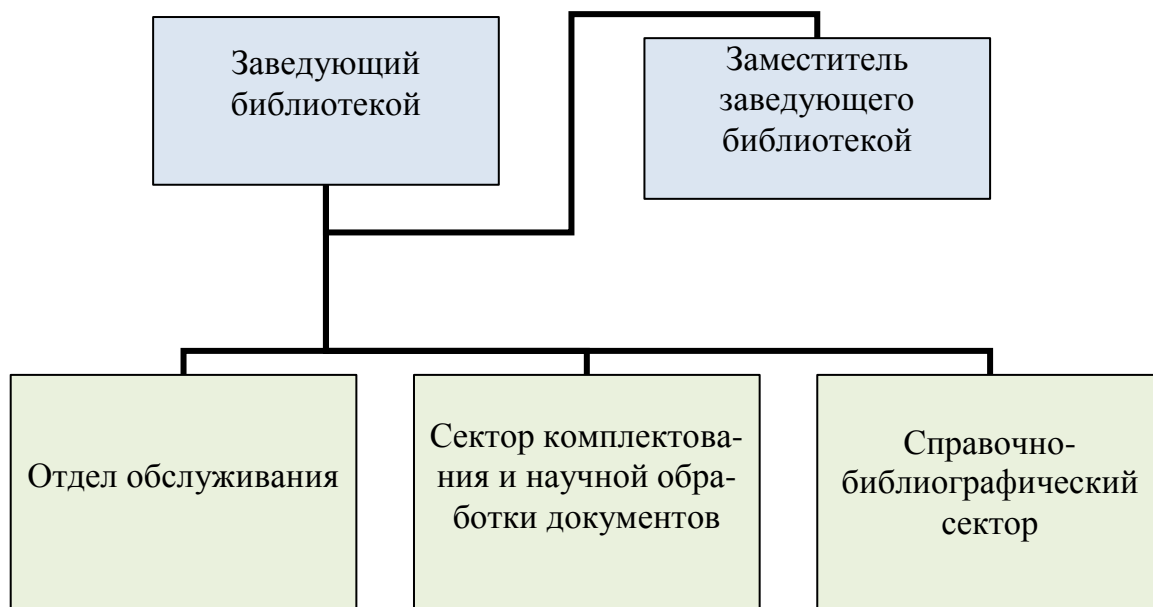 Заведующий
библиотекой
Заместитель
заведующего
библиотекой
Отдел обслуживания
Сектор комплектова-
ния и научной обра-
ботки документов
Справочно-
библиографический
сектор